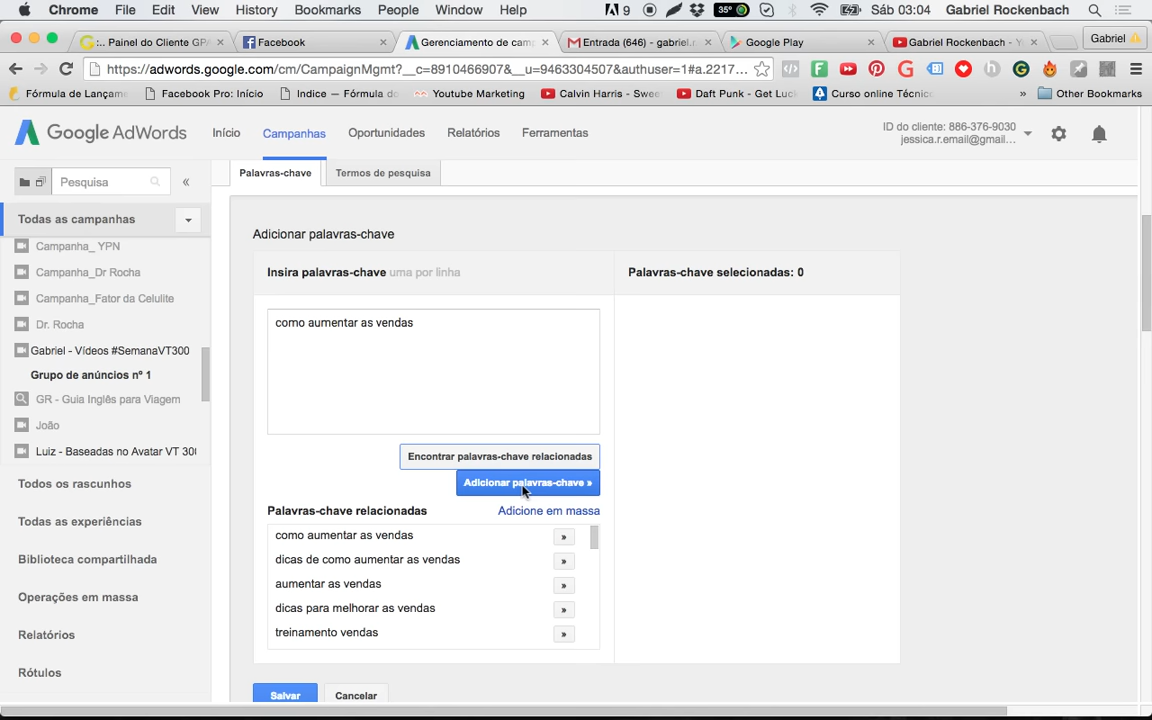 Chrome File Edit View History Bookmarks People Window Help 9 35° Sáb 03:04 Gabriel Rockenbach
:.. Painel do Cliente GP Facebook Gerenciamento de cam Entrada (646) - gabriel.r Google Play Gabriel Rockenbach - Y Gabriel
https://adwords.google.com/cm/CampaignMgmt?__c=8910466907&__u=9463304507&authuser=1#a.2217...
Fórmula de Lançame Facebook Pro: Início Indice — Fórmula do Youtube Marketing Calvin Harris - Swee Daft Punk - Get Luck Curso online Técnic » Other Bookmarks
Google AdWords Início Campanhas Oportunidades Relatórios Ferramentas
ID do cliente: 886-376-9030
jessica.r.email@gmail...
Palavras-chave Termos de pesquisa
Pesquisa «
Todas as campanhas
Campanha_ YPN
Campanha_Dr Rocha
Campanha_Fator da Celulite
Dr. Rocha
Gabriel - Vídeos #SemanaVT300
Grupo de anúncios nº 1
GR - Guia Inglês para Viagem
João
Luiz - Baseadas no Avatar VT 30
Todos os rascunhos
Todas as experiências
Biblioteca compartilhada
Operações em massa
Relatórios
Rótulos
Adicionar palavras-chave
Insira palavras-chave uma por linha
Palavras-chave selecionadas: 0
como aumentar as vendas
Encontrar palavras-chave relacionadas
Adicionar palavras-chave »
Palavras-chave relacionadas Adicione em massa
como aumentar as vendas »
dicas de como aumentar as vendas »
aumentar as vendas »
dicas para melhorar as vendas »
treinamento vendas »
Salvar Cancelar